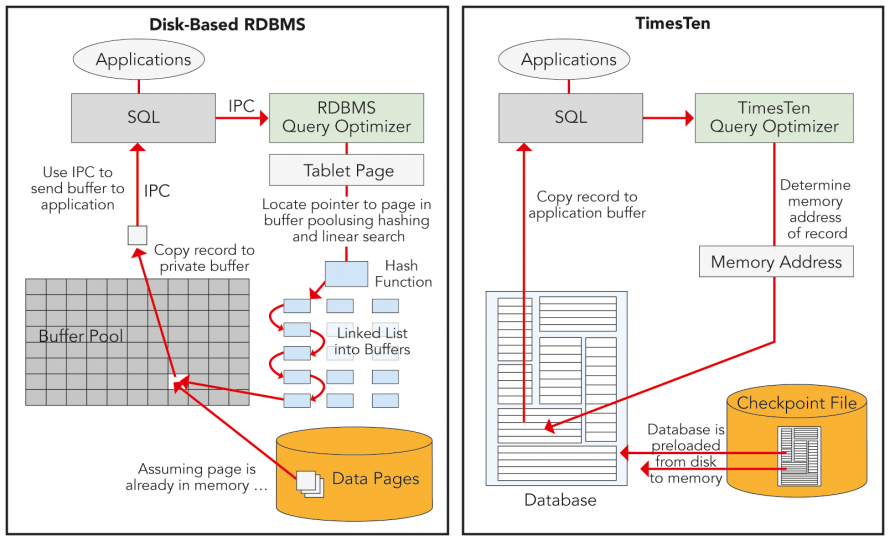 Disk-Based RDBMS
Applications
SQL
IPC
RDBMS
Query Optimizer
Tablet Page
Locate pointer to page in
buffer poolusing hashing
and linear search
Use IPC to
send buffer to
application
IPC
Copy record to
private buffer
Hash
Function
Buffer Pool
Linked List
into Buffers
Assuming page is
already in memory ...
Data Pages
TimesTen
Applications
SQL
TimesTen
Query Optimizer
Copy record to
application buffer
Determine
memory
address
of record
Memory Address
Checkpoint File
Database is
preloaded
from disk
to memory
Database